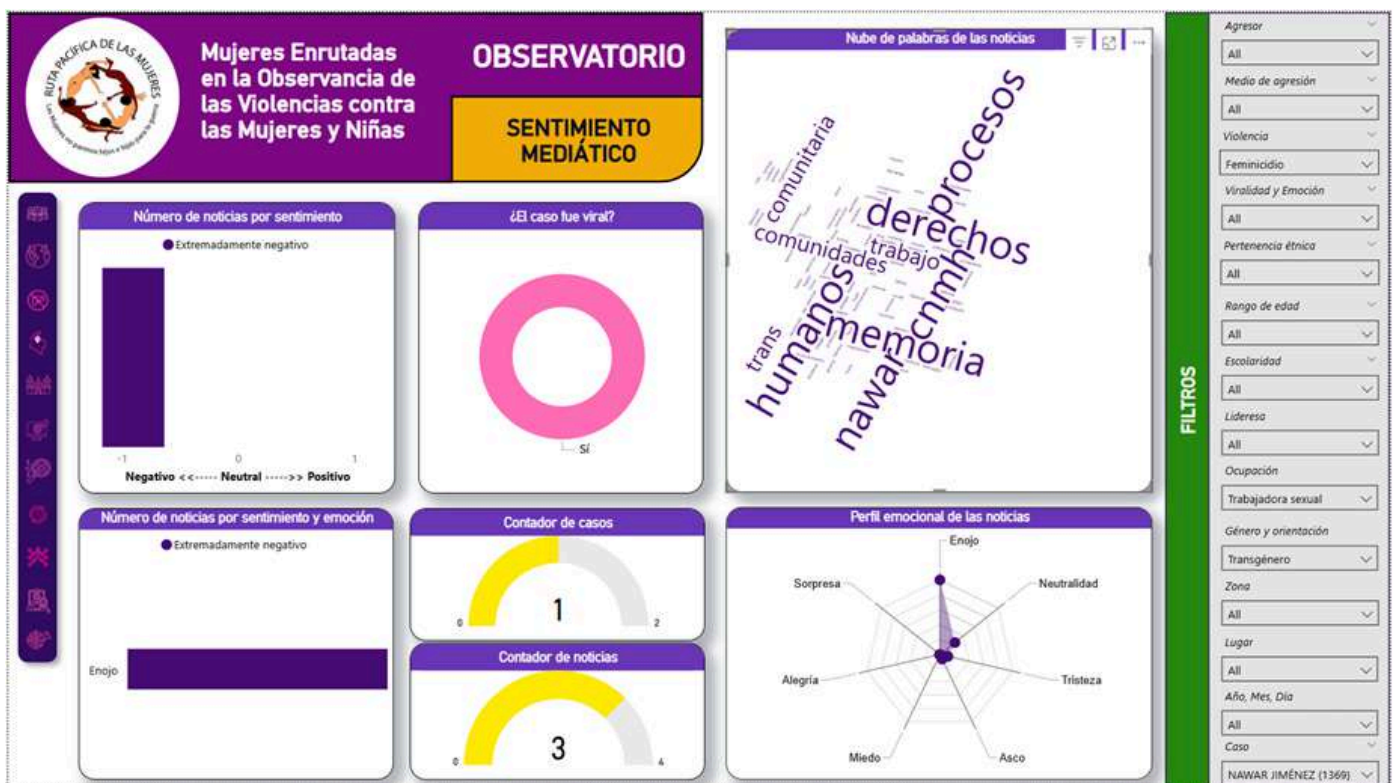 RUTA PACÍFICA DE LAS MUJERES
Mujeres Enrutadas
en la Observancia de
las Violencias contra
las Mujeres y Niñas
OBSERVATORIO
SENTIMIENTO
MEDIÁTICO
Número de noticias por sentimiento
Extremadamente negativo
-1 0 1
Negativo <<----- Neutral ----->> Positivo
¿El caso fue viral?
Sí
Nube de palabras de las noticias
procesos
comunitaria
derechos
comunidades
trabajo
cnmh
humanos
memoria
trans
nawar
Número de noticias por sentimiento y emoción
Extremadamente negativo
Enojo
Contador de casos
0 1 2
Contador de noticias
0 3 4
Perfil emocional de las noticias
Enojo
Sorpresa
Neutralidad
Alegría
Tristeza
Miedo
Asco
FILTROS
Agresor
All
Medio de agresión
All
Violencia
Feminicidio
Viralidad y Emoción
All
Pertenencia étnica
All
Rango de edad
All
Escolaridad
All
Lideresa
All
Ocupación
Trabajadora sexual
Género y orientación
Transgénero
Zona
All
Lugar
All
Año, Mes, Día
All
Caso
NAWAR JIMÉNEZ (1369)